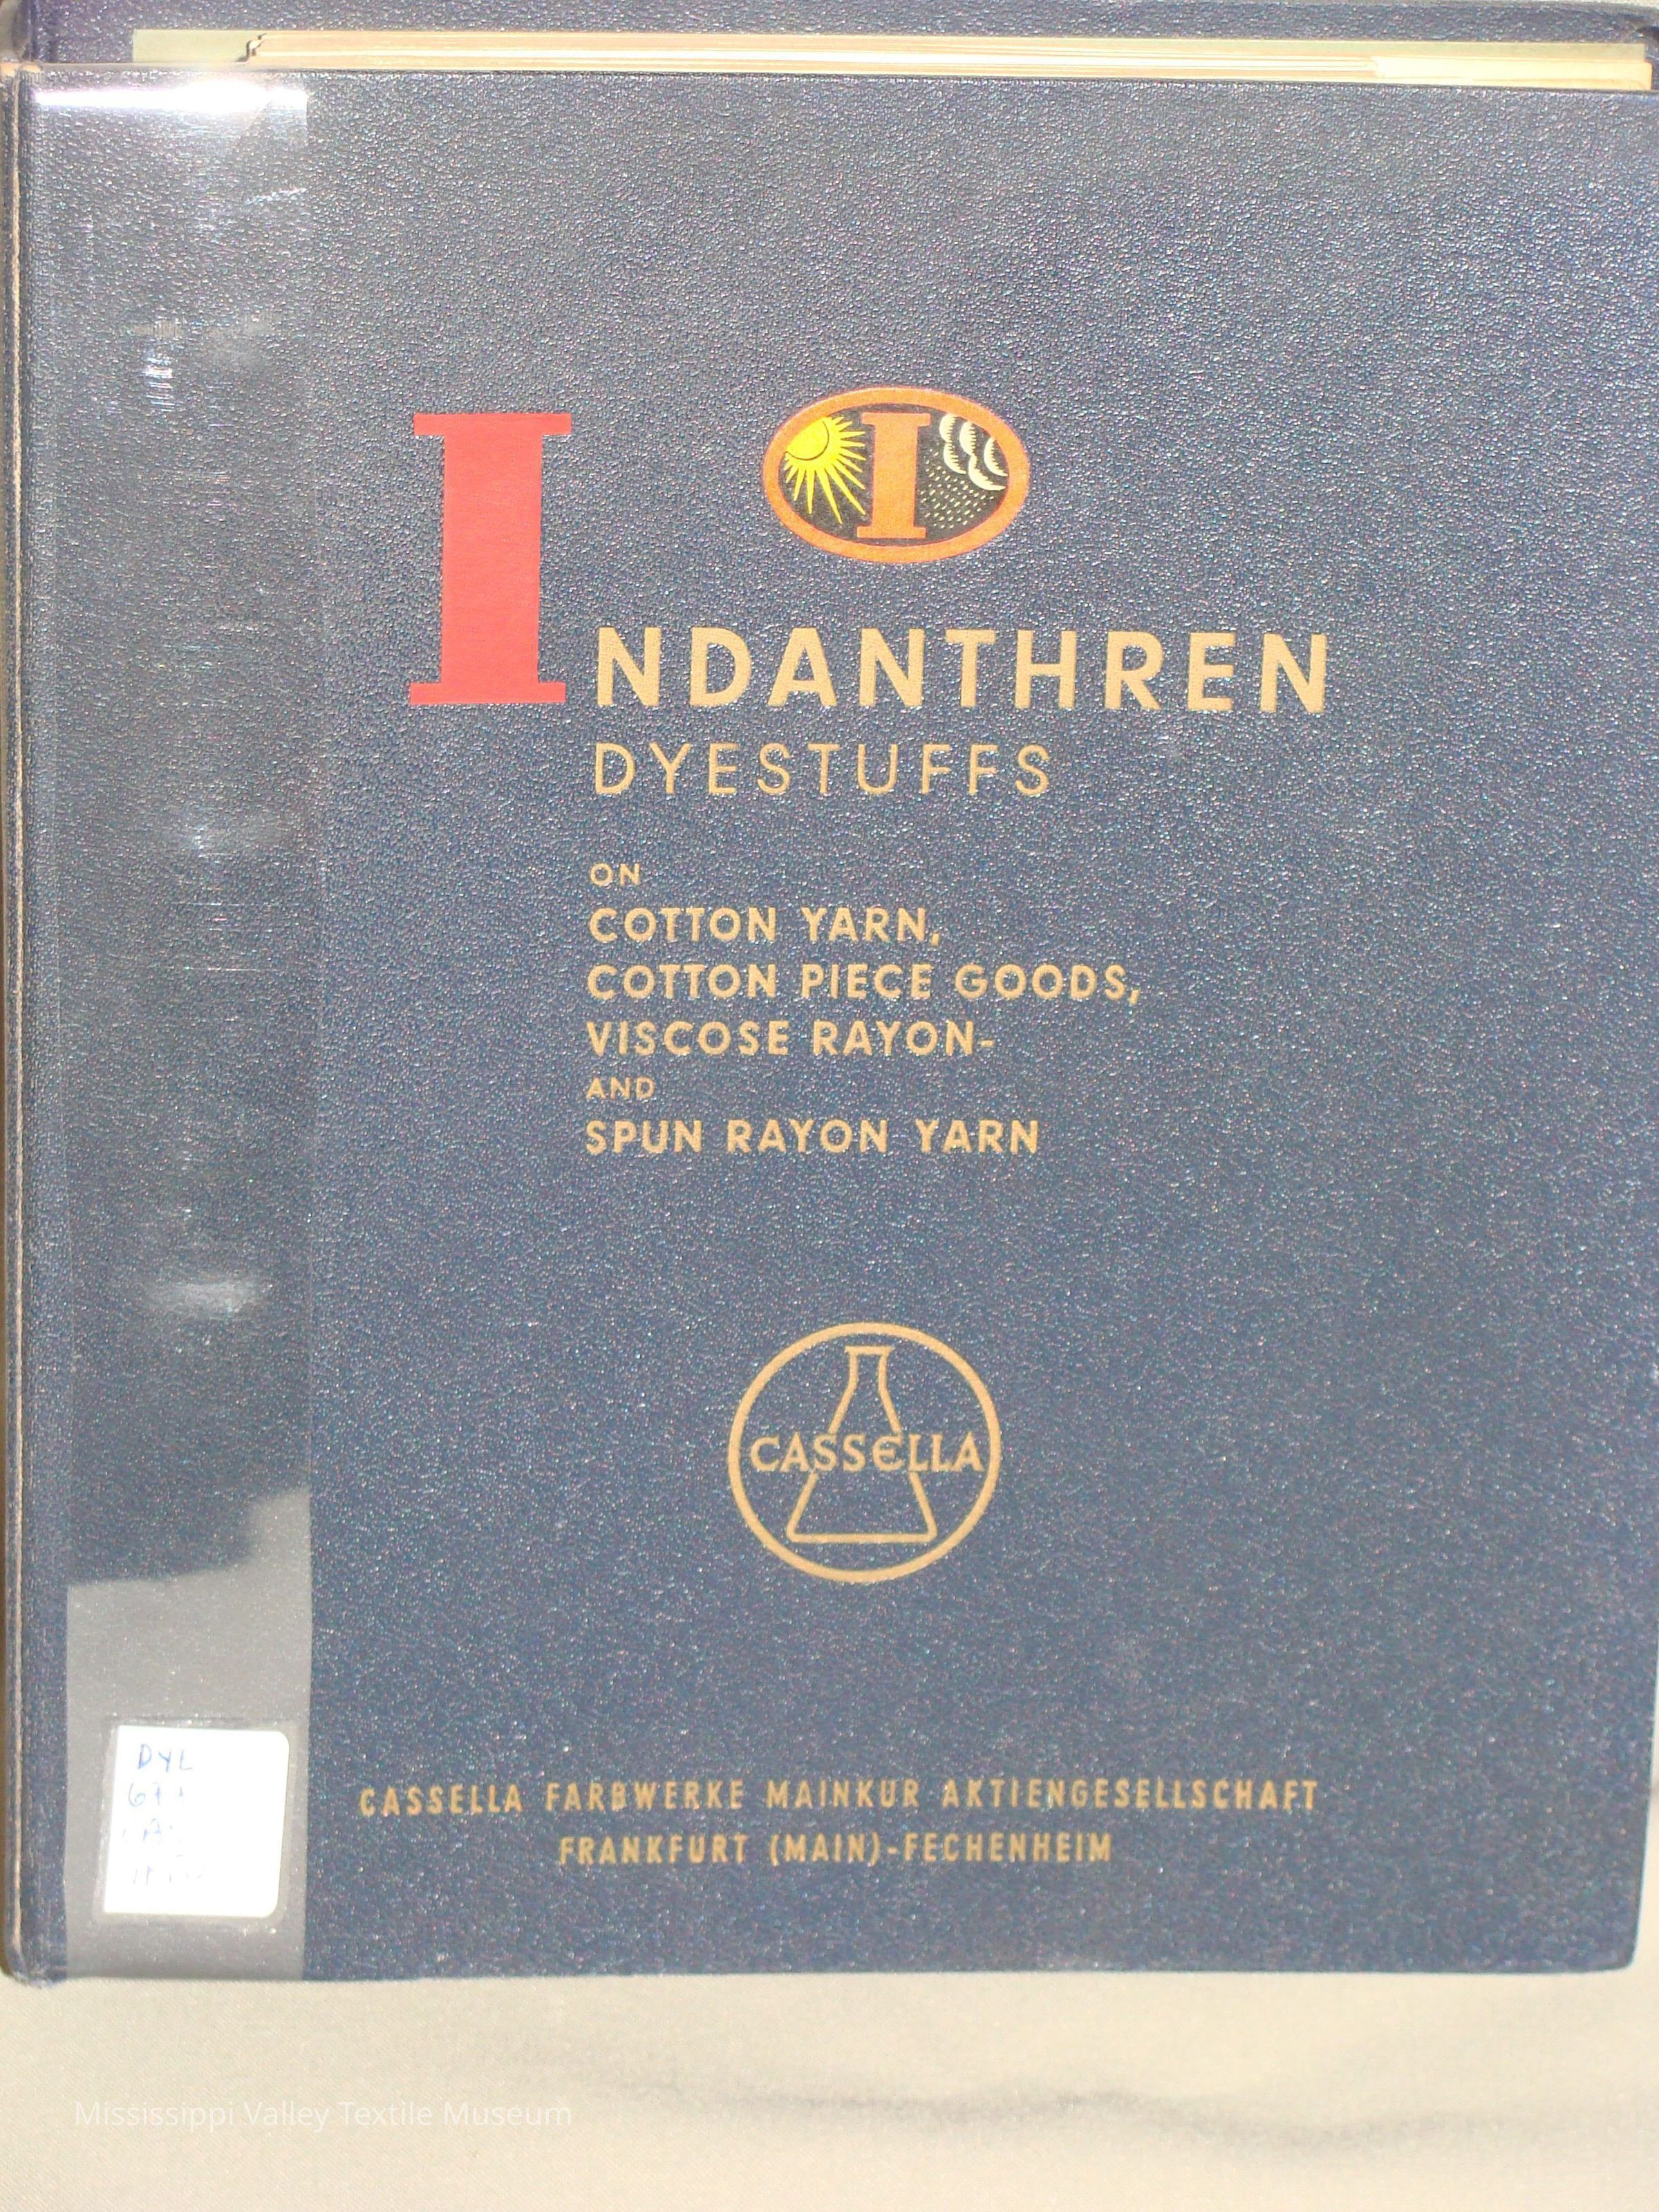 I
INDANTHREN
DYESTUFFS
ON
COTTON YARN,
COTTON PIECE GOODS,
VISCOSE RAYON-
AND
SPUN RAYON YARN
CASSELLA
CASSELLA FARBWERKE MAINKUR AKTIENGESELLSCHAFT
FRANKFURT (MAIN)-FECHENHEIM
Mississippi Valley Textile Museum